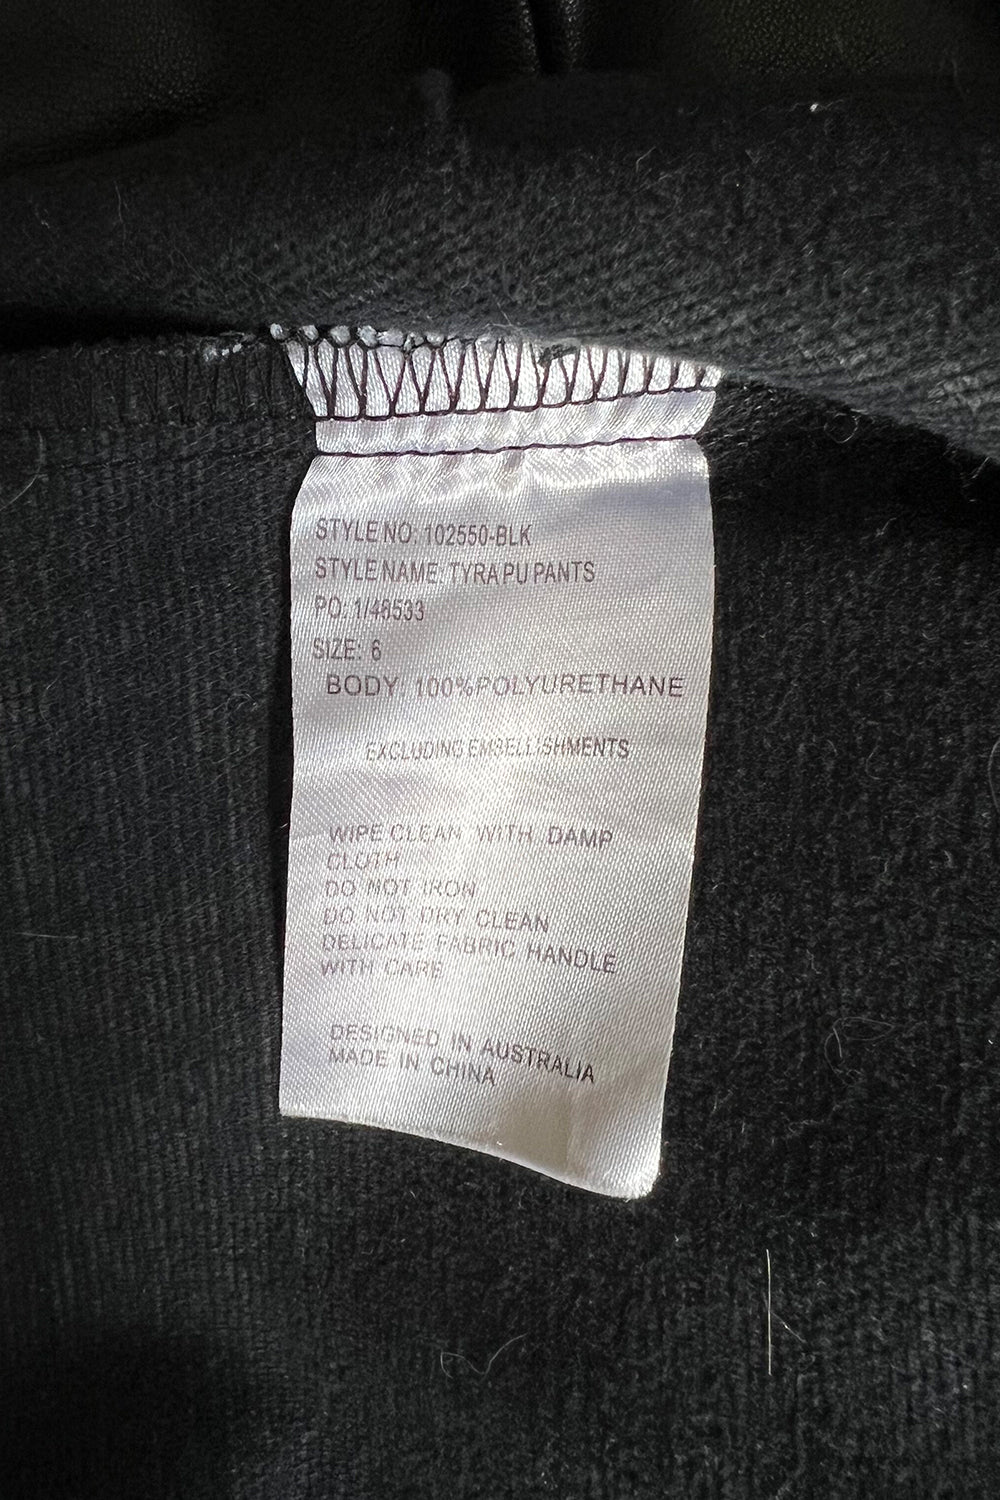 STYLE NO: 102550-BLK
STYLE NAME: TYRA PU PANTS
PO: 1/48533
SIZE: 6
BODY: 100%POLYURETHANE
EXCLUDING EMBELLISHMENTS
WIPE CLEAN WITH DAMP
CLOTH
DO NOT IRON
DO NOT DRY CLEAN
DELICATE FABRIC HANDLE
WITH CARE
DESIGNED IN AUSTRALIA
MADE IN CHINA